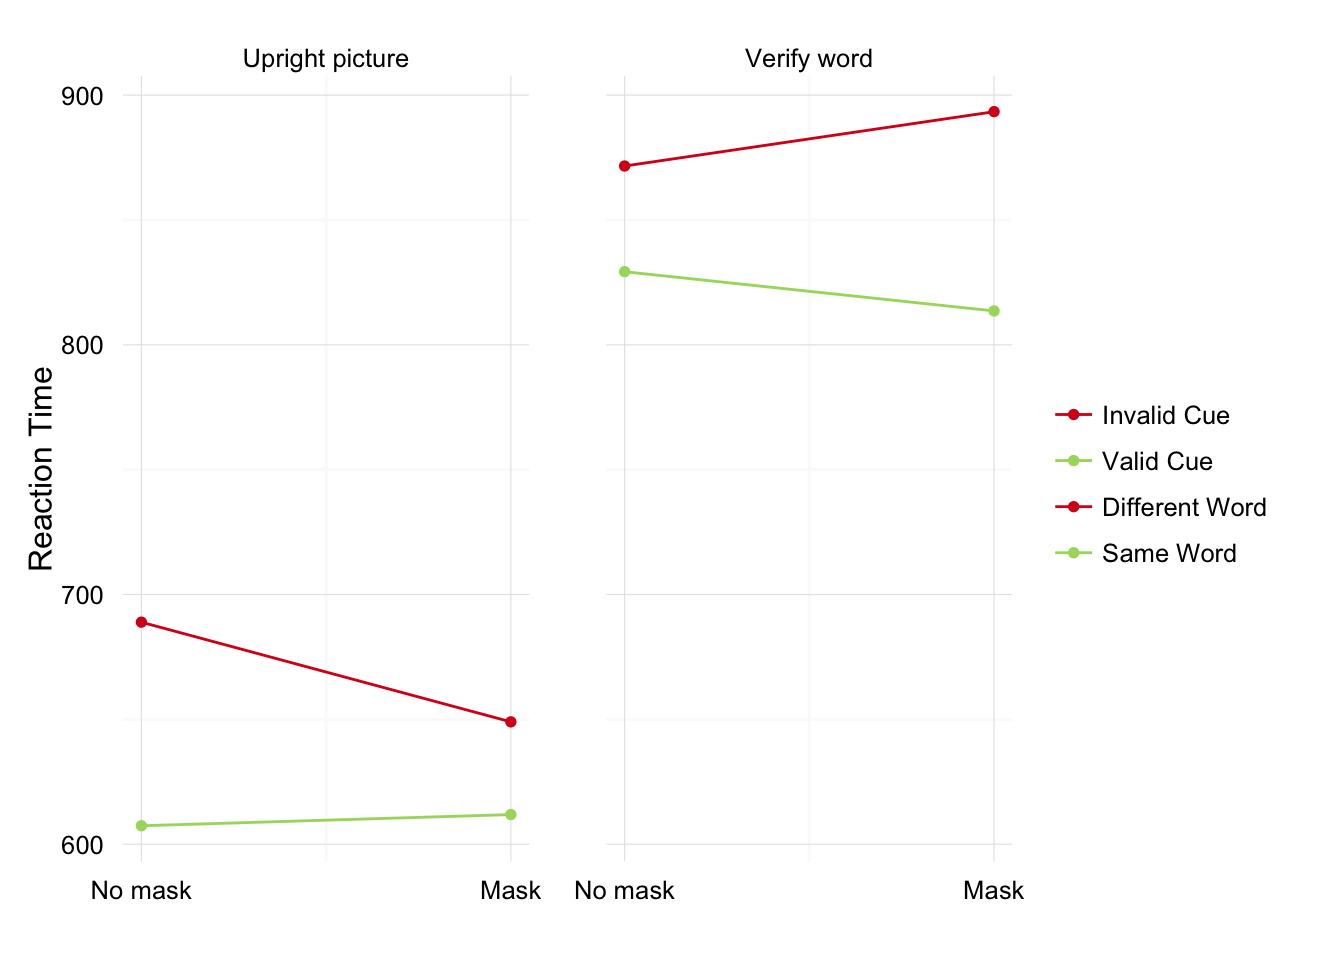 Upright picture
Verify word
900
800
700
600
Reaction Time
No mask
Mask
No mask
Mask
Invalid Cue
Valid Cue
Different Word
Same Word